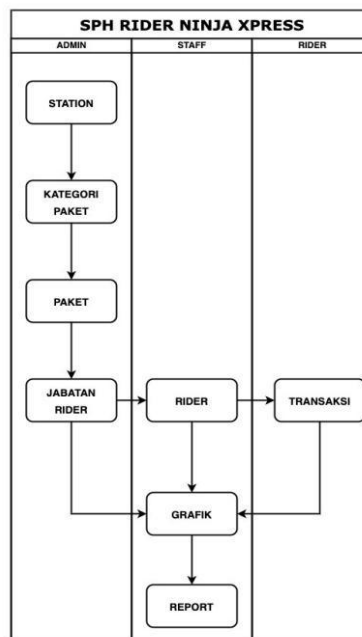 SPH RIDER NINJA XPRESS
ADMIN
STAFF
RIDER
STATION
KATEGORI
PAKET
PAKET
JABATAN
RIDER
RIDER
TRANSAKSI
GRAFIK
REPORT